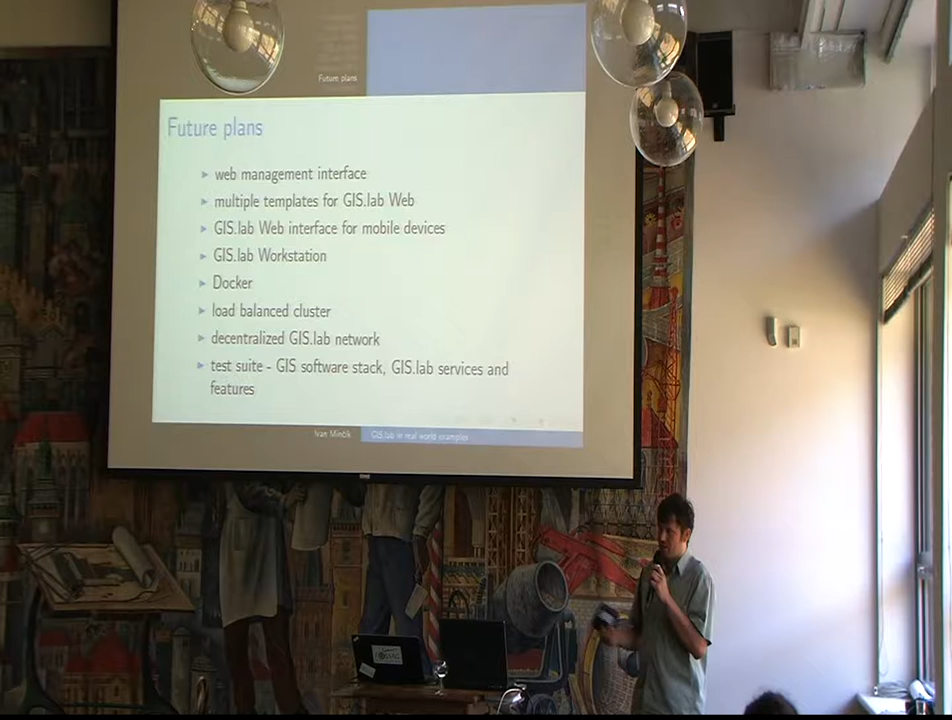 Future plans
Future plans
web management interface
multiple templates for GIS.lab Web
GIS.lab Web interface for mobile devices
GIS.lab Workstation
Docker
load balanced cluster
decentralized GIS.lab network
test suite - GIS software stack, GIS.lab services and
features
Ivan Minčík
GIS.lab in real world examples